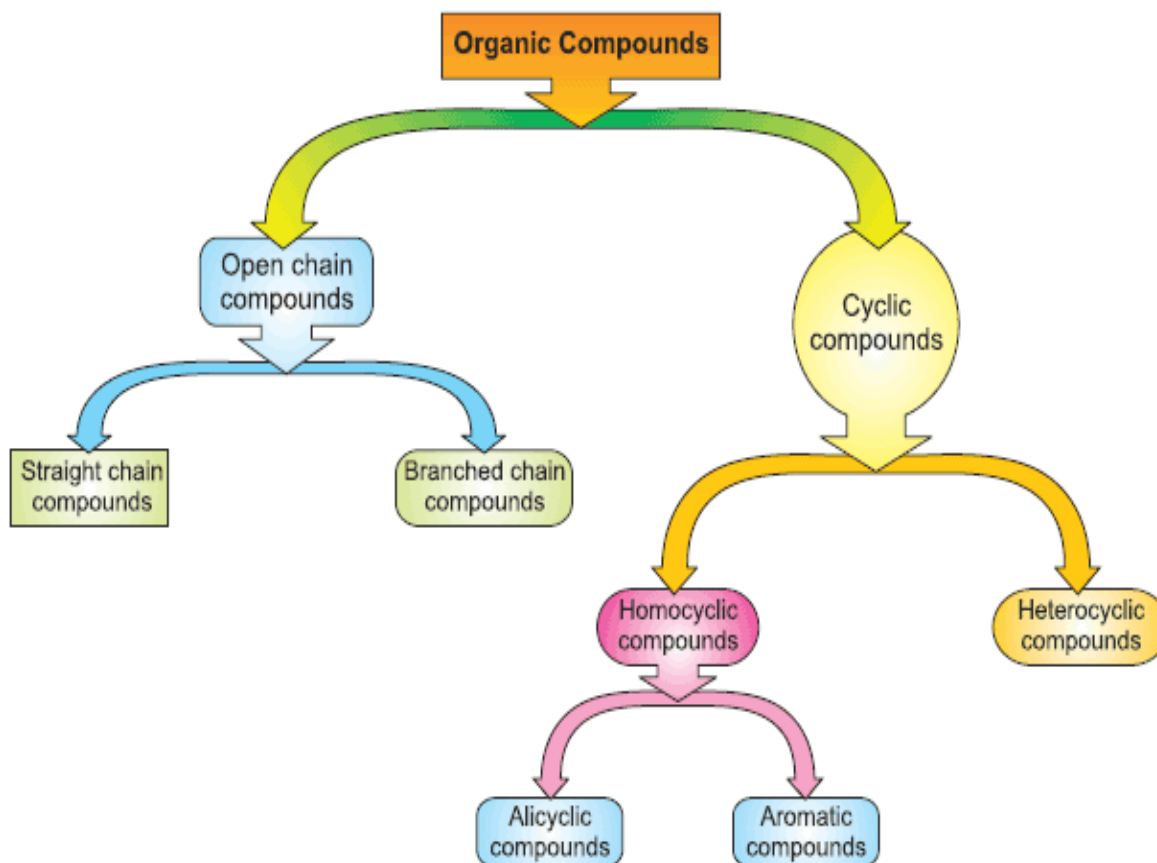 Organic Compounds
Open chain
compounds
Cyclic
compounds
Straight chain
compounds
Branched chain
compounds
Homocyclic
compounds
Heterocyclic
compounds
Alicyclic
compounds
Aromatic
compounds